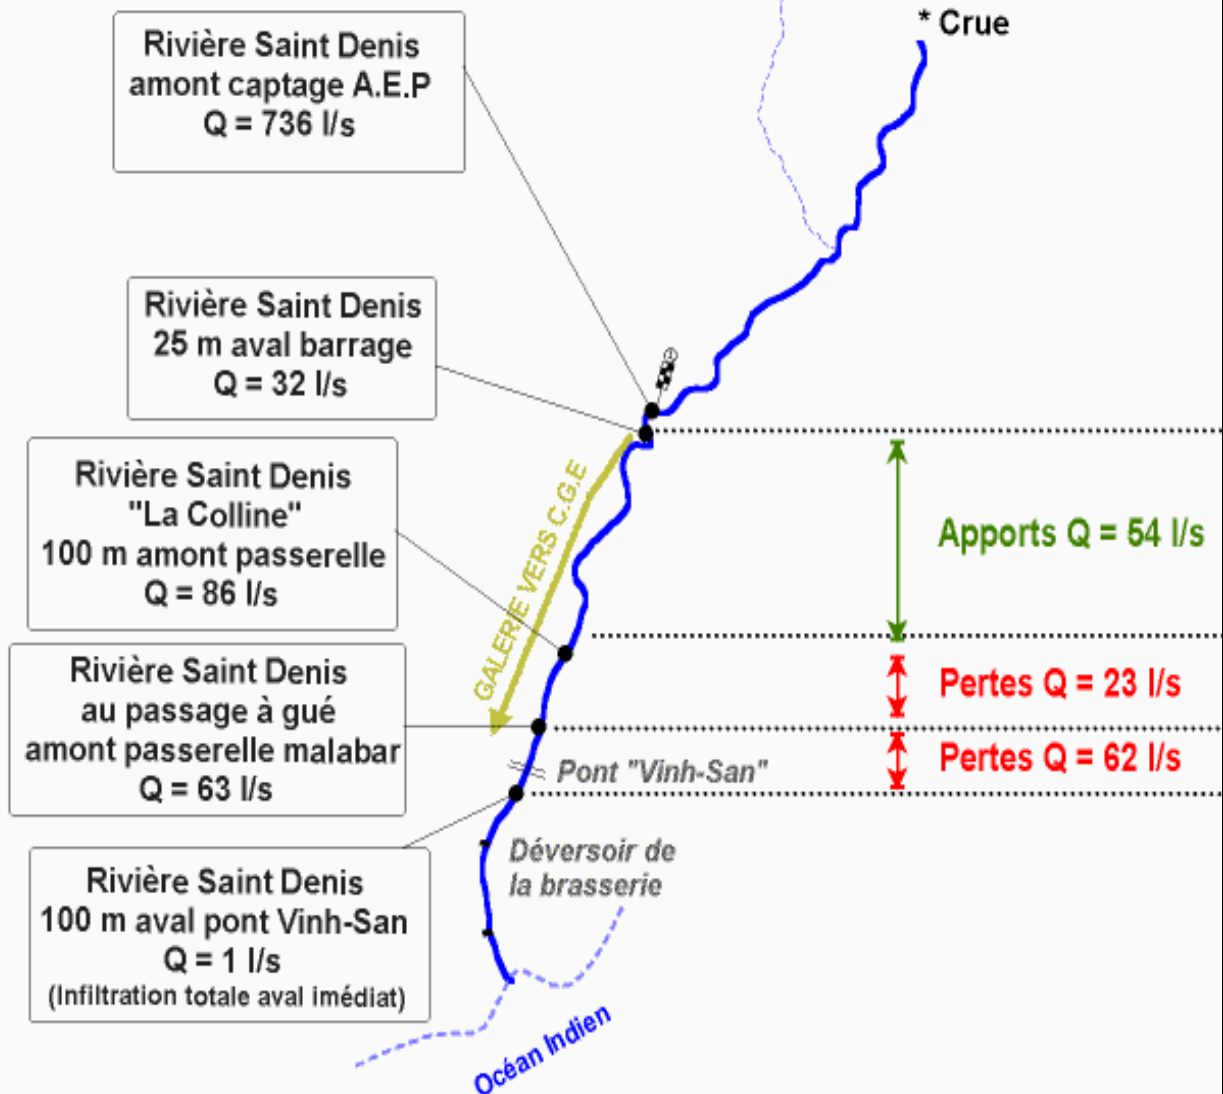 * Crue
Rivière Saint Denis
amont captage A.E.P
Q = 736 l/s
Rivière Saint Denis
25 m aval barrage
Q = 32 l/s
Rivière Saint Denis
"La Colline"
100 m amont passerelle
Q = 86 l/s
GALERIE VERS C.G.E
Apports Q = 54 l/s
Rivière Saint Denis
au passage à gué
amont passerelle malabar
Q = 63 l/s
Pertes Q = 23 l/s
Pertes Q = 62 l/s
Pont "Vinh-San"
Déversoir de
la brasserie
Rivière Saint Denis
100 m aval pont Vinh-San
Q = 1 l/s
(Infiltration totale aval imédiat)
Océan Indien